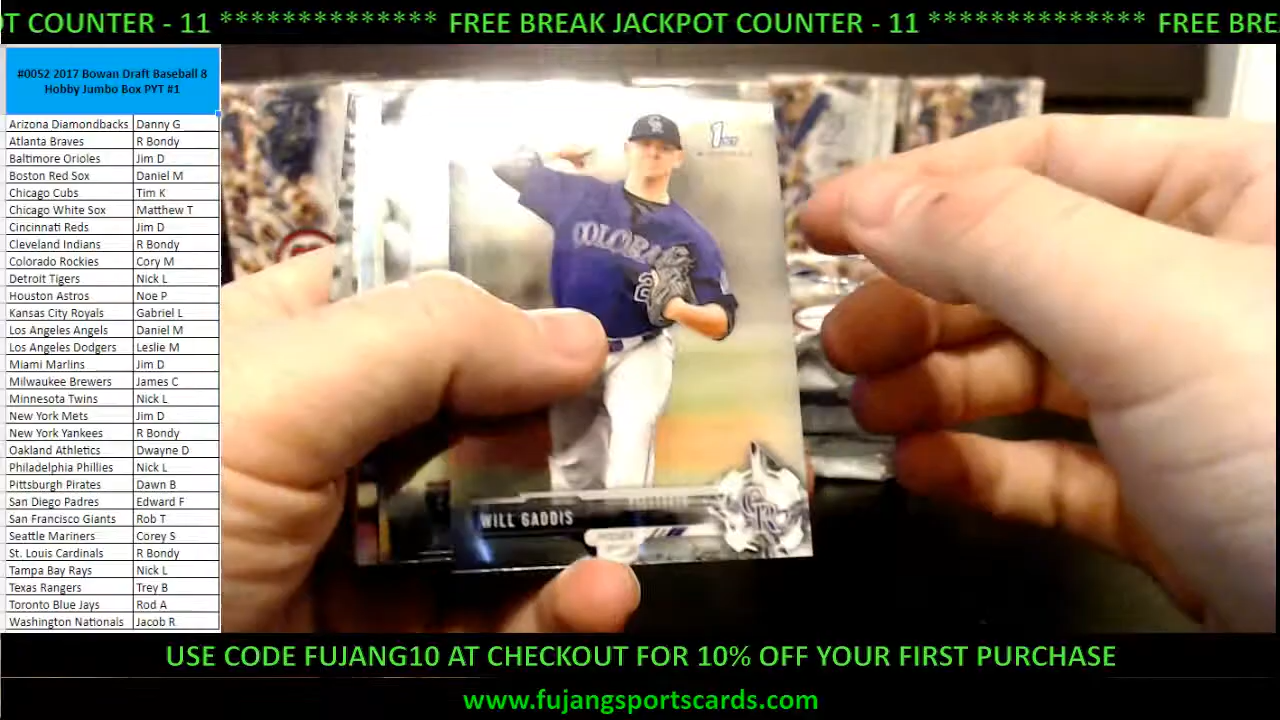 OT COUNTER - 11 ************** FREE BREAK JACKPOT COUNTER - 11 ************** FREE BRE
#0052 2017 Bowan Draft Baseball 8
Hobby Jumbo Box PYT #1
Arizona Diamondbacks Danny G
Atlanta Braves R Bondy
Baltimore Orioles Jim D
Boston Red Sox Daniel M
Chicago Cubs Tim K
Chicago White Sox Matthew T
Cincinnati Reds Jim D
Cleveland Indians R Bondy
Colorado Rockies Cory M
Detroit Tigers Nick L
Houston Astros Noe P
Kansas City Royals Gabriel L
Los Angeles Angels Daniel M
Los Angeles Dodgers Leslie M
Miami Marlins Jim D
Milwaukee Brewers James C
Minnesota Twins Nick L
New York Mets Jim D
New York Yankees R Bondy
Oakland Athletics Dwayne D
Philadelphia Phillies Nick L
Pittsburgh Pirates Dawn B
San Diego Padres Edward F
San Francisco Giants Rob T
Seattle Mariners Corey S
St. Louis Cardinals R Bondy
Tampa Bay Rays Nick L
Texas Rangers Trey B
Toronto Blue Jays Rod A
Washington Nationals Jacob R
CR
1ST
COLORA
2
CR
WILL GADDIS
USE CODE FUJANG10 AT CHECKOUT FOR 10% OFF YOUR FIRST PURCHASE
www.fujangsportscards.com